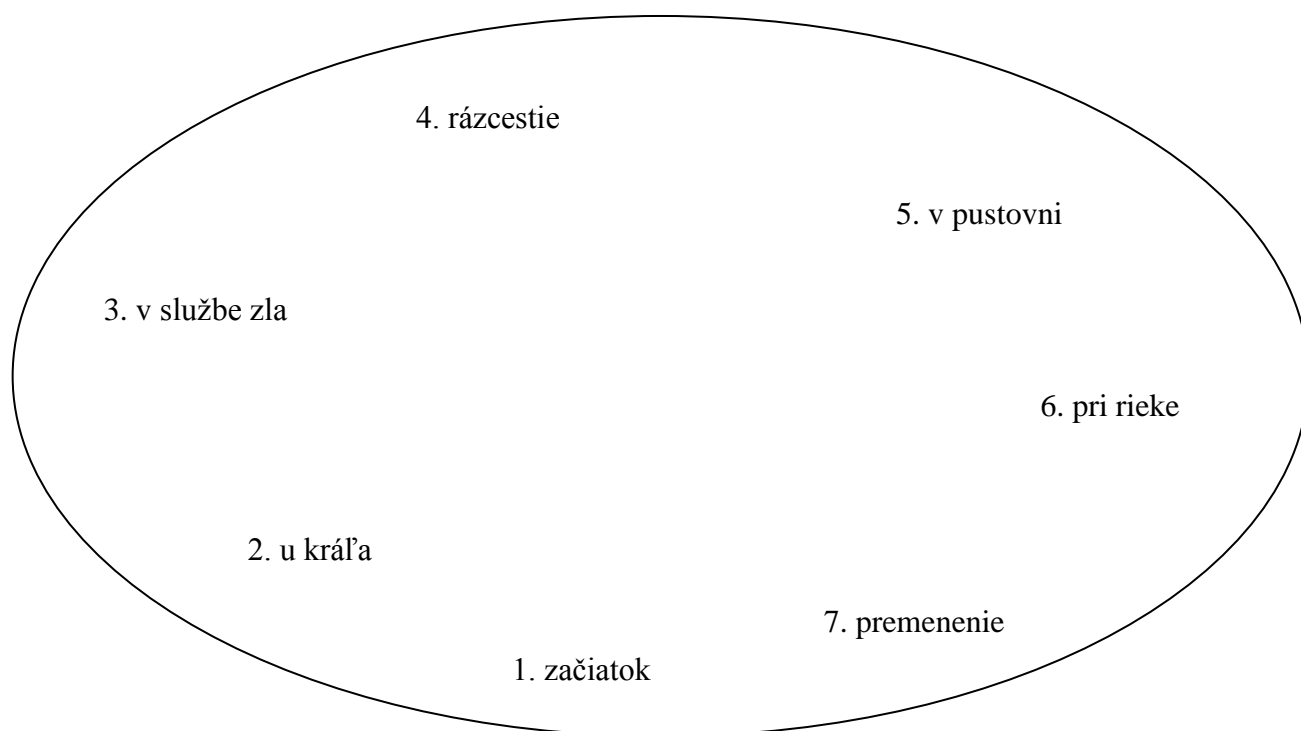 4. rázcestie
5. v pustovni
3. v službe zla
6. pri rieke
2. u kráľa
7. premenenie
1. začiatok